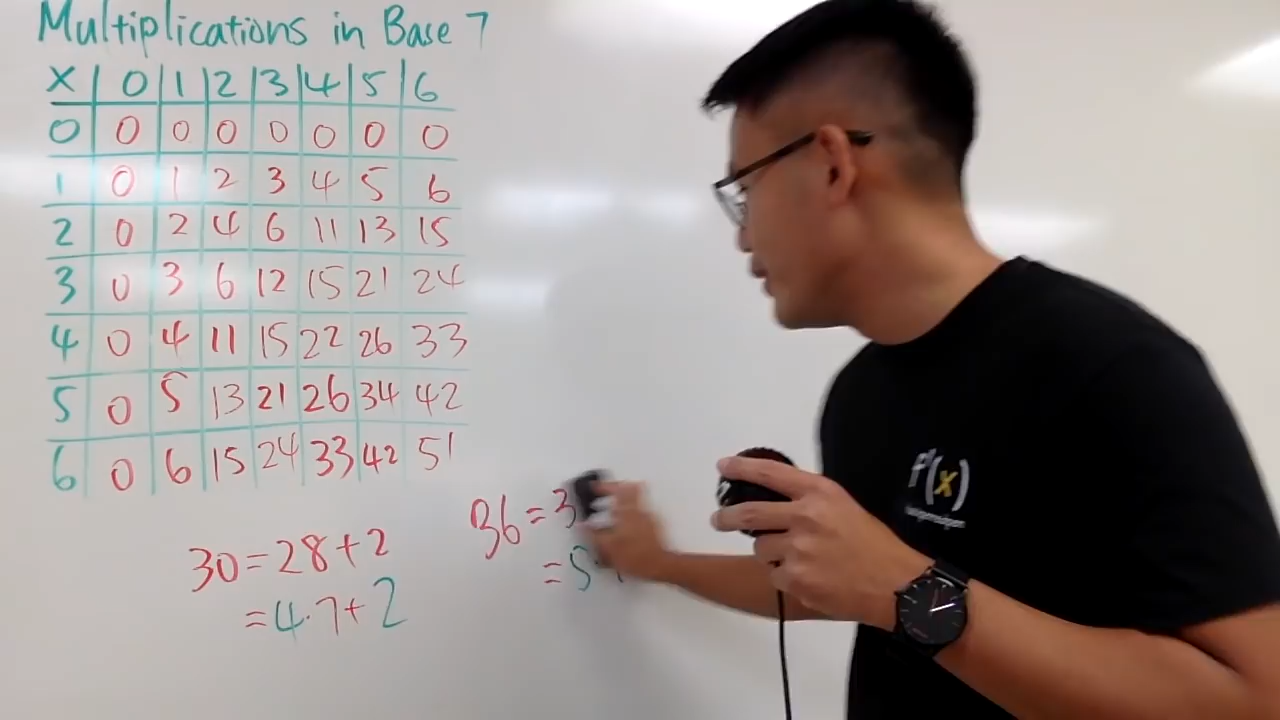 Multiplications in Base 7
X 0 1 2 3 4 5 6
0 0 0 0 0 0 0 0
1 0 1 2 3 4 5 6
2 0 2 4 6 11 13 15
3 0 3 6 12 15 21 24
4 0 4 11 15 22 26 33
5 0 5 13 21 26 34 42
6 0 6 15 24 33 42 51
30=28+2
=4·7+2
36=3
=5·
f'(x)